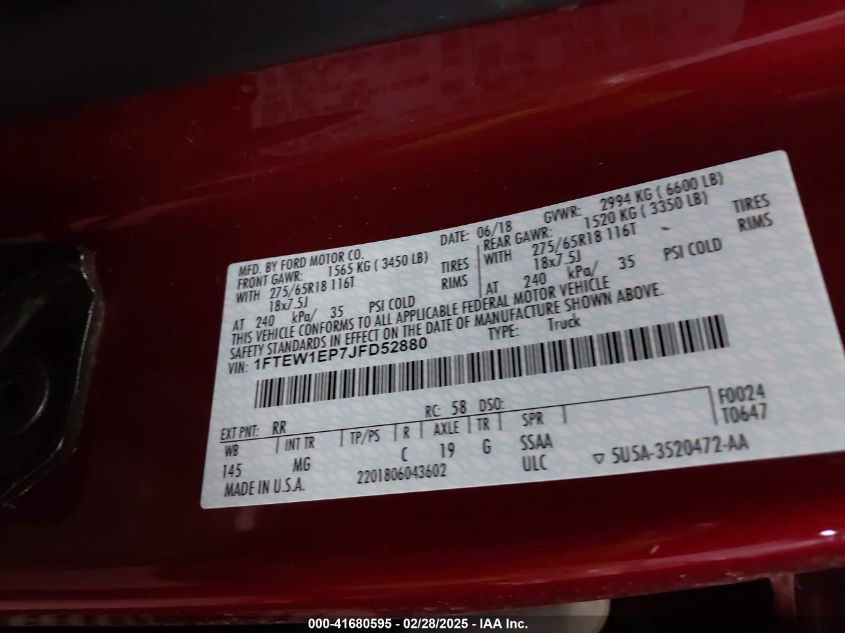 MFD. BY FORD MOTOR CO. DATE: 06/18 GVWR: 2994 KG ( 6600 LB)
FRONT GAWR: 1565 KG ( 3450 LB) REAR GAWR: 1520 KG ( 3350 LB)
WITH 275/65R18 116T TIRES WITH 275/65R18 116T TIRES
18x7.5J RIMS 18x7.5J RIMS
AT 240 kPa/ 35 PSI COLD AT 240 kPa/ 35 PSI COLD
THIS VEHICLE CONFORMS TO ALL APPLICABLE FEDERAL MOTOR VEHICLE
SAFETY STANDARDS IN EFFECT ON THE DATE OF MANUFACTURE SHOWN ABOVE.
VIN: 1FTEW1EP7JFD52880 TYPE: Truck
EXT PNT: RR RC: 58 DSO: F0024
WB INT TR TP/PS R AXLE TR SPR T0647
145 MG C 19 G SSAA
MADE IN U.S.A. 2201806043602 ULC ▽ 5U5A-3520472-AA
000-41680595 - 02/28/2025 - IAA Inc.